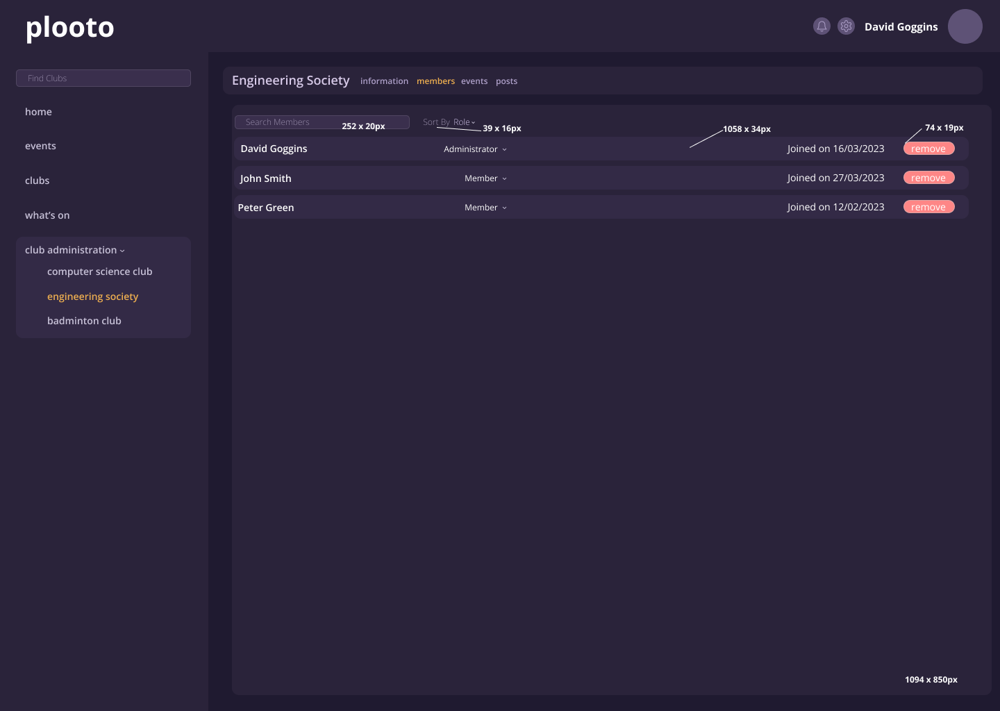 plooto
David Goggins
Find Clubs
home
events
clubs
what's on
club administration
computer science club
engineering society
badminton club
Engineering Society information members events posts
Search Members 252 x 20px Sort By Role 39 x 16px 1058 x 34px 74 x 19px
David Goggins Administrator Joined on 16/03/2023 remove
John Smith Member Joined on 27/03/2023 remove
Peter Green Member Joined on 12/02/2023 remove
1094 x 850px